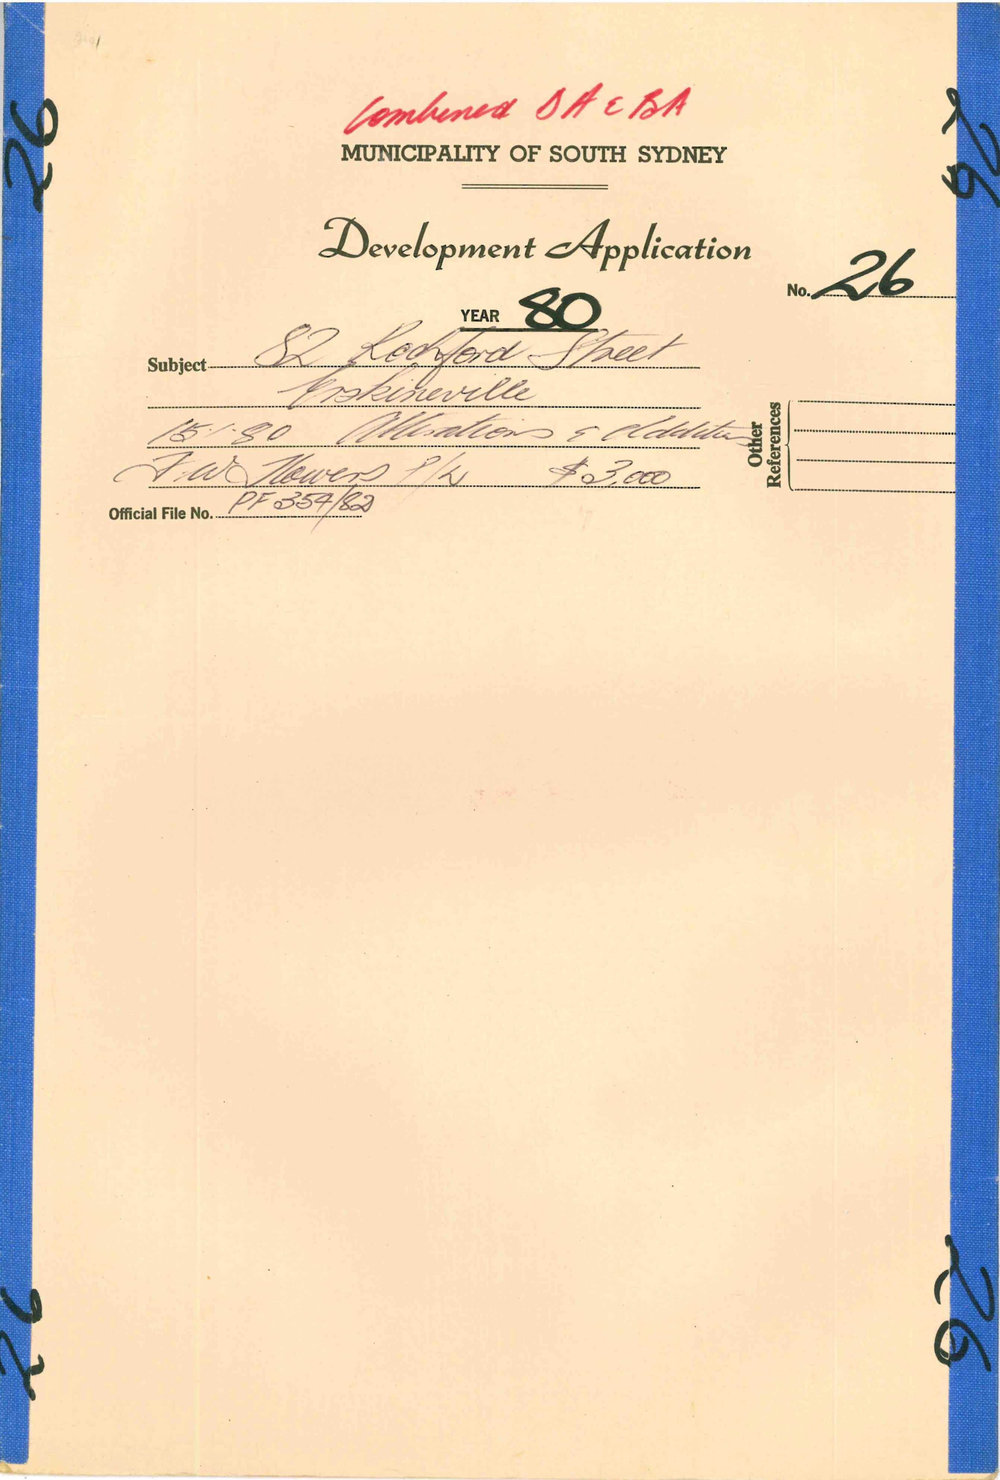 Combined DA & BA
MUNICIPALITY OF SOUTH SYDNEY
Development Application
No. 26
YEAR 80
Subject 82 Rochford Street
Erskineville
15.1.80 Alterations & Additions
F.W. Flowers P/L $3,000
Other References
Official File No. PF 354/82
26
26
26
26